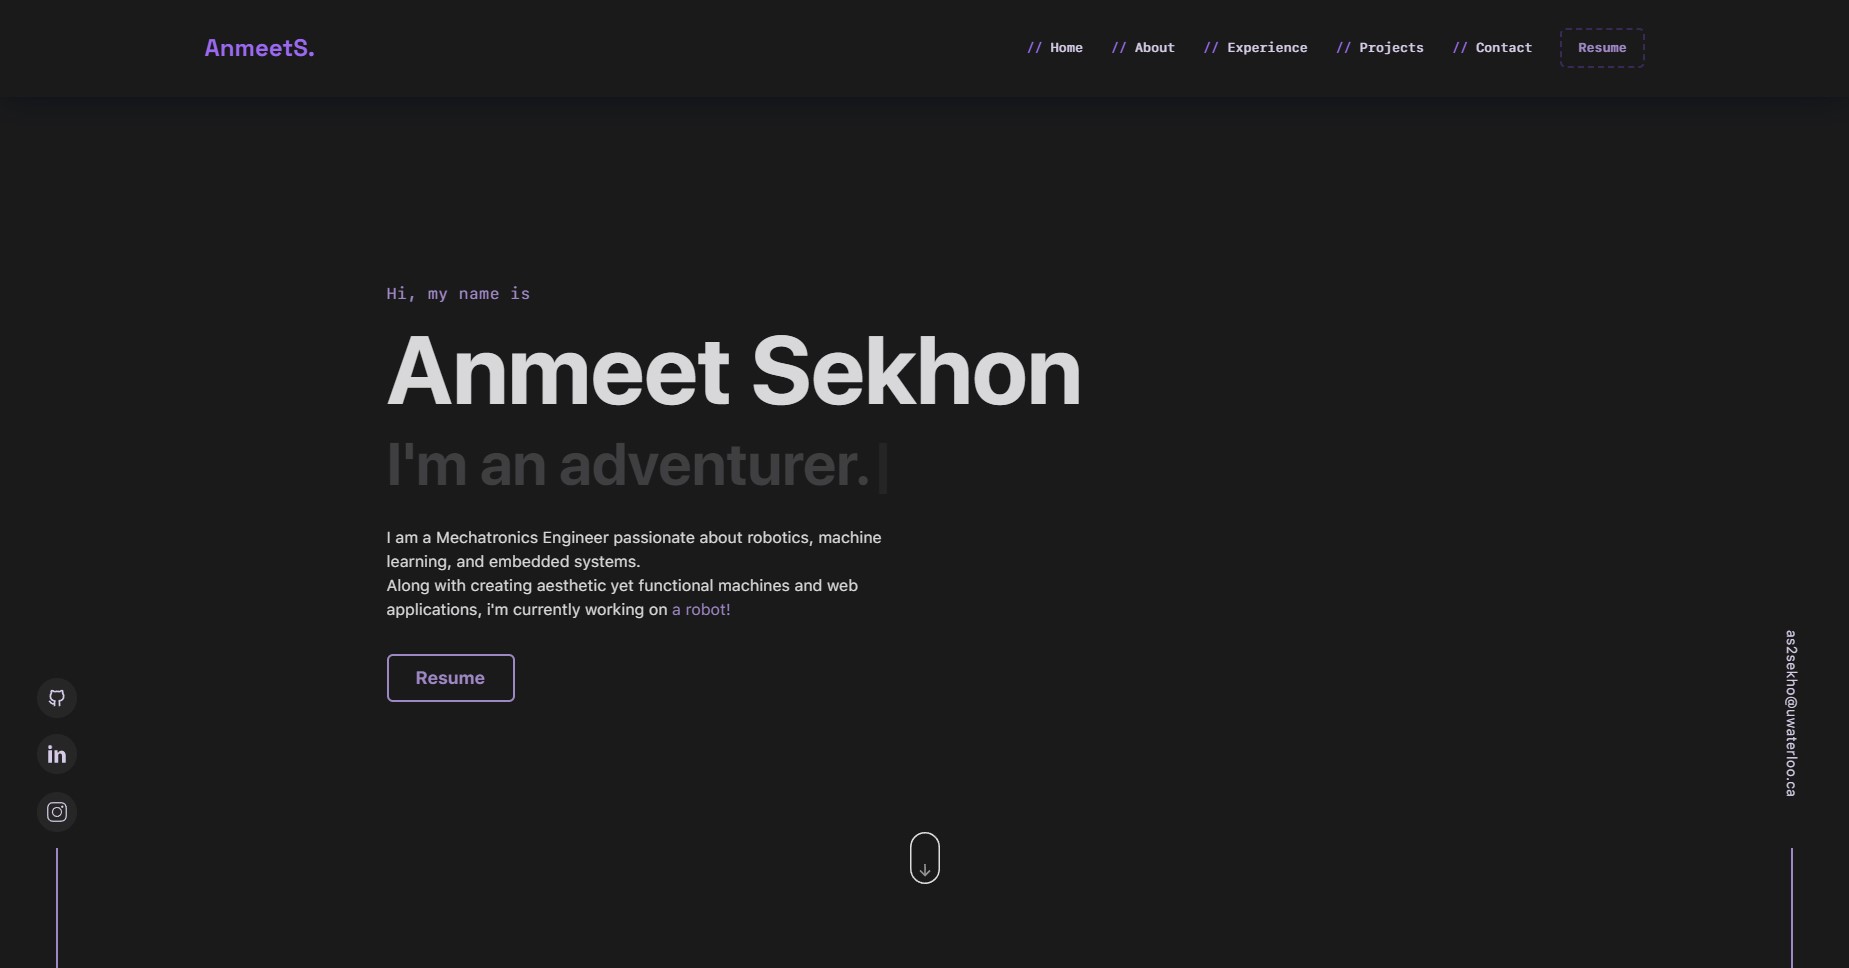 AnmeetS.
// Home // About // Experience // Projects // Contact Resume
Hi, my name is
Anmeet Sekhon
I'm an adventurer.
I am a Mechatronics Engineer passionate about robotics, machine
learning, and embedded systems.
Along with creating aesthetic yet functional machines and web
applications, i'm currently working on a robot!
Resume
in
as2sekho@uwaterloo.ca